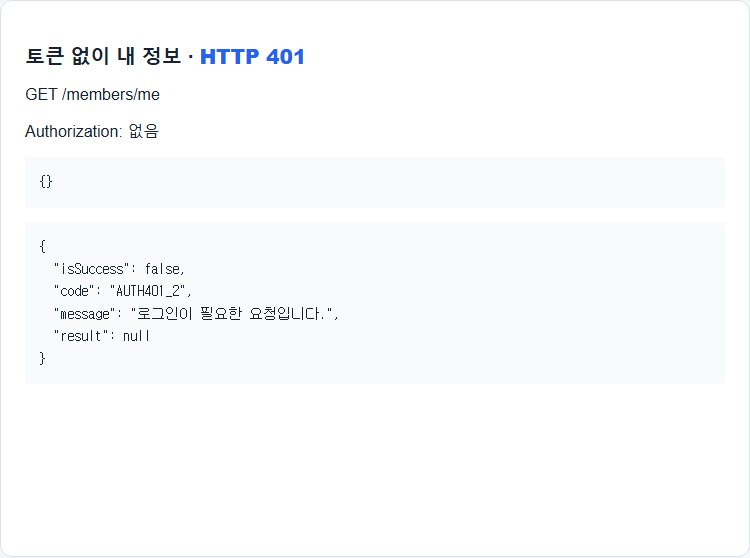 토큰 없이 내 정보 · HTTP 401
GET /members/me
Authorization: 없음
{}
{
  "isSuccess": false,
  "code": "AUTH401_2",
  "message": "로그인이 필요한 요청입니다.",
  "result": null
}